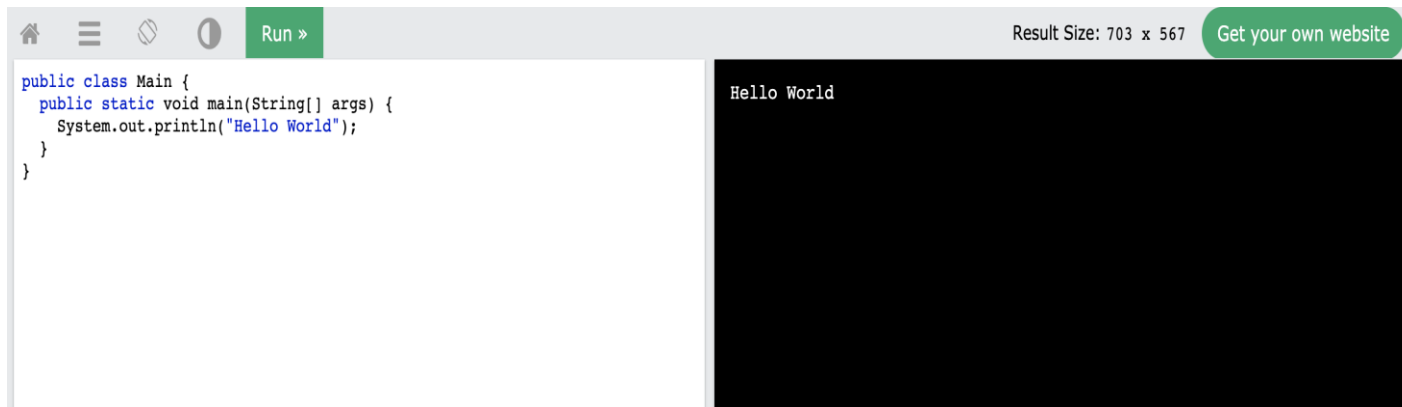 Run »
Result Size: 703 x 567
Get your own website
public class Main {
  public static void main(String[] args) {
    System.out.println("Hello World");
  }
}
Hello World